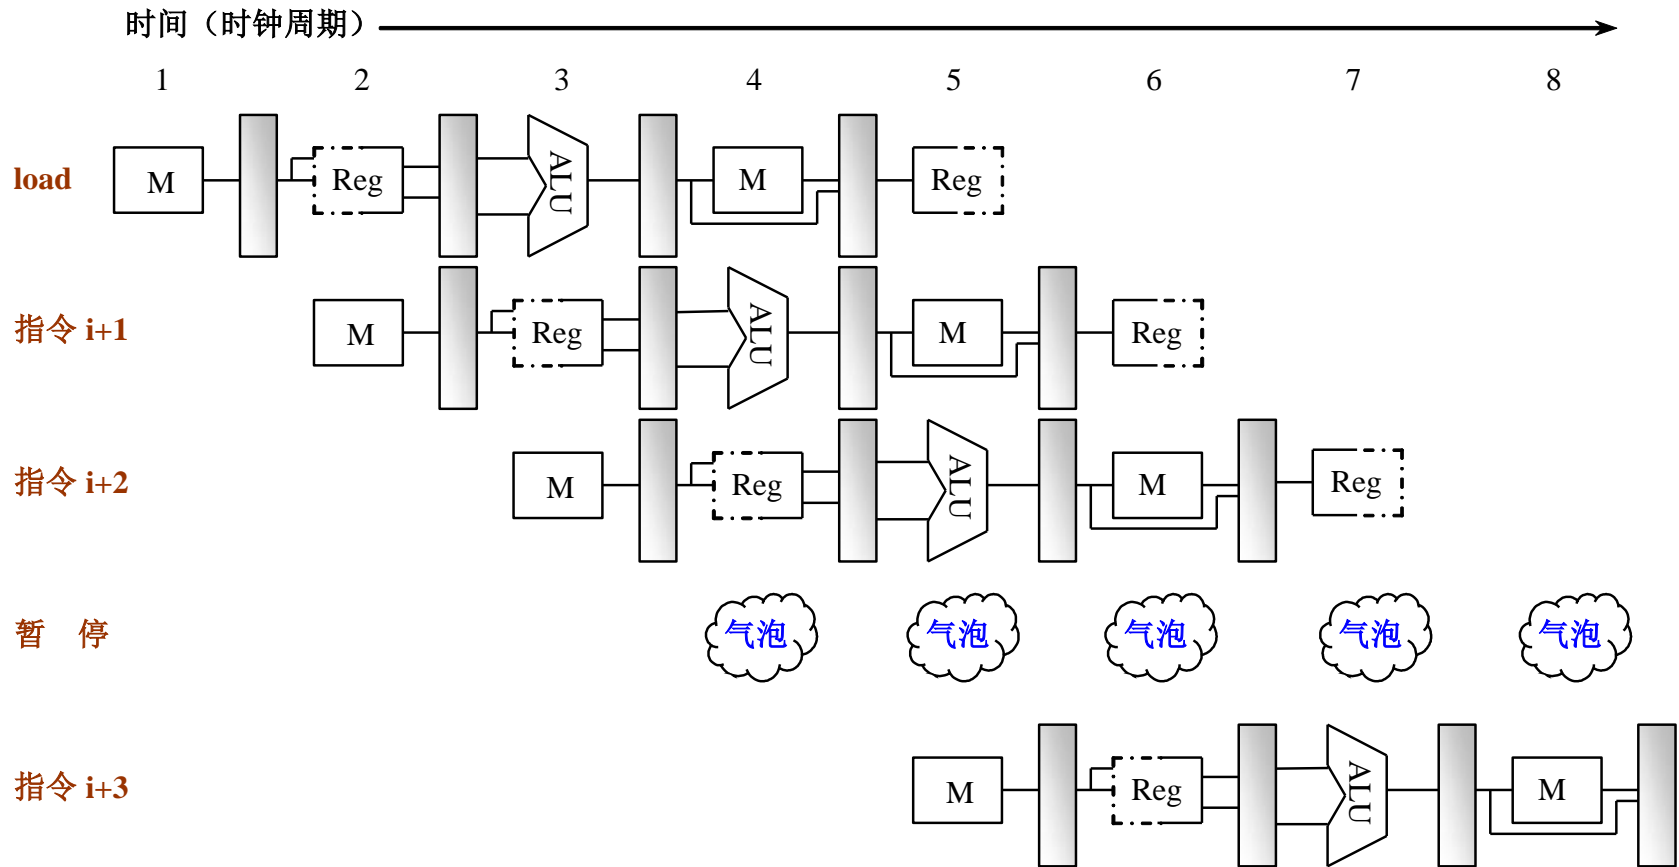 时间（时钟周期）
1 2 3 4 5 6 7 8
load M Reg ALU M Reg
指令 i+1 M Reg ALU M Reg
指令 i+2 M Reg ALU M Reg
暂 停 气泡 气泡 气泡 气泡 气泡
指令 i+3 M Reg ALU M